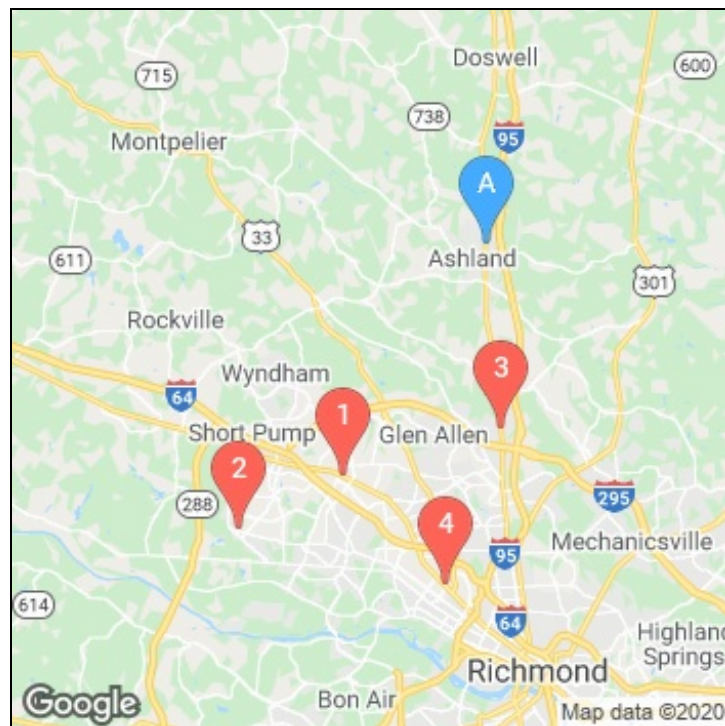 Doswell
715
600
738
Montpelier
95
A
33
611
Ashland
301
Rockville
3
Wyndham
64
1
Short Pump
Glen Allen
2
288
295
4
95
Mechanicsville
614
64
Highland
Springs
Richmond
Bon Air
Google
Map data ©2020